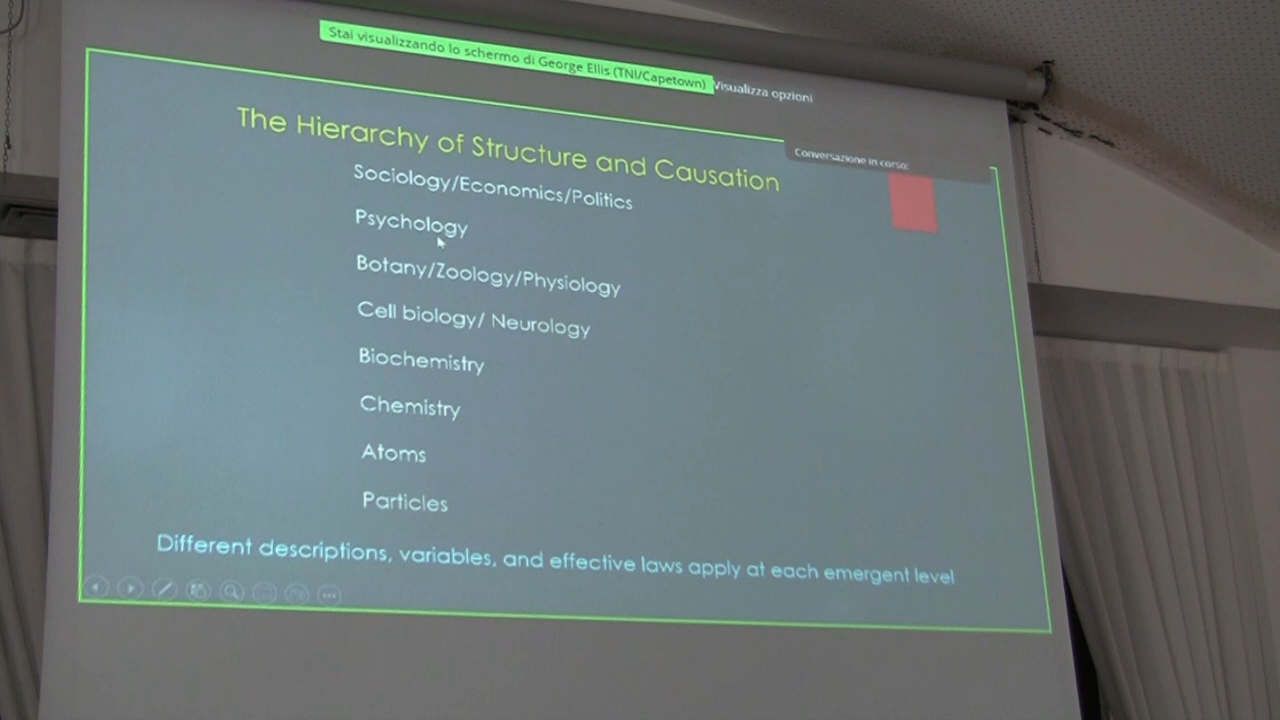 Stai visualizzando lo schermo di George Ellis (TNI/Capetown)
Visualizza opzioni
Conversazione in corso:
The Hierarchy of Structure and Causation
Sociology/Economics/Politics
Psychology
Botany/Zoology/Physiology
Cell biology/ Neurology
Biochemistry
Chemistry
Atoms
Particles
Different descriptions, variables, and effective laws apply at each emergent level